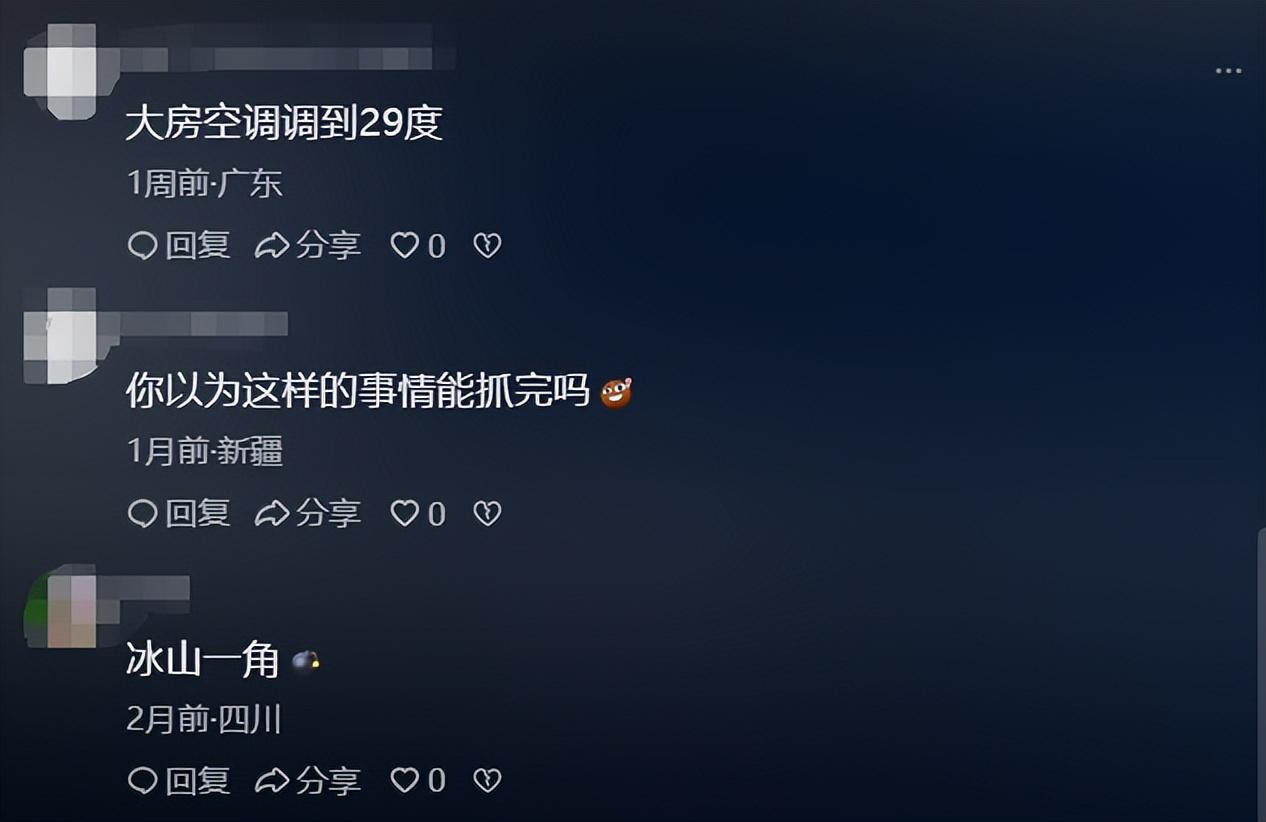 大房空调调到29度
1周前·广东
回复 分享 0
你以为这样的事情能抓完吗
1月前·新疆
回复 分享 0
冰山一角
2月前·四川
回复 分享 0